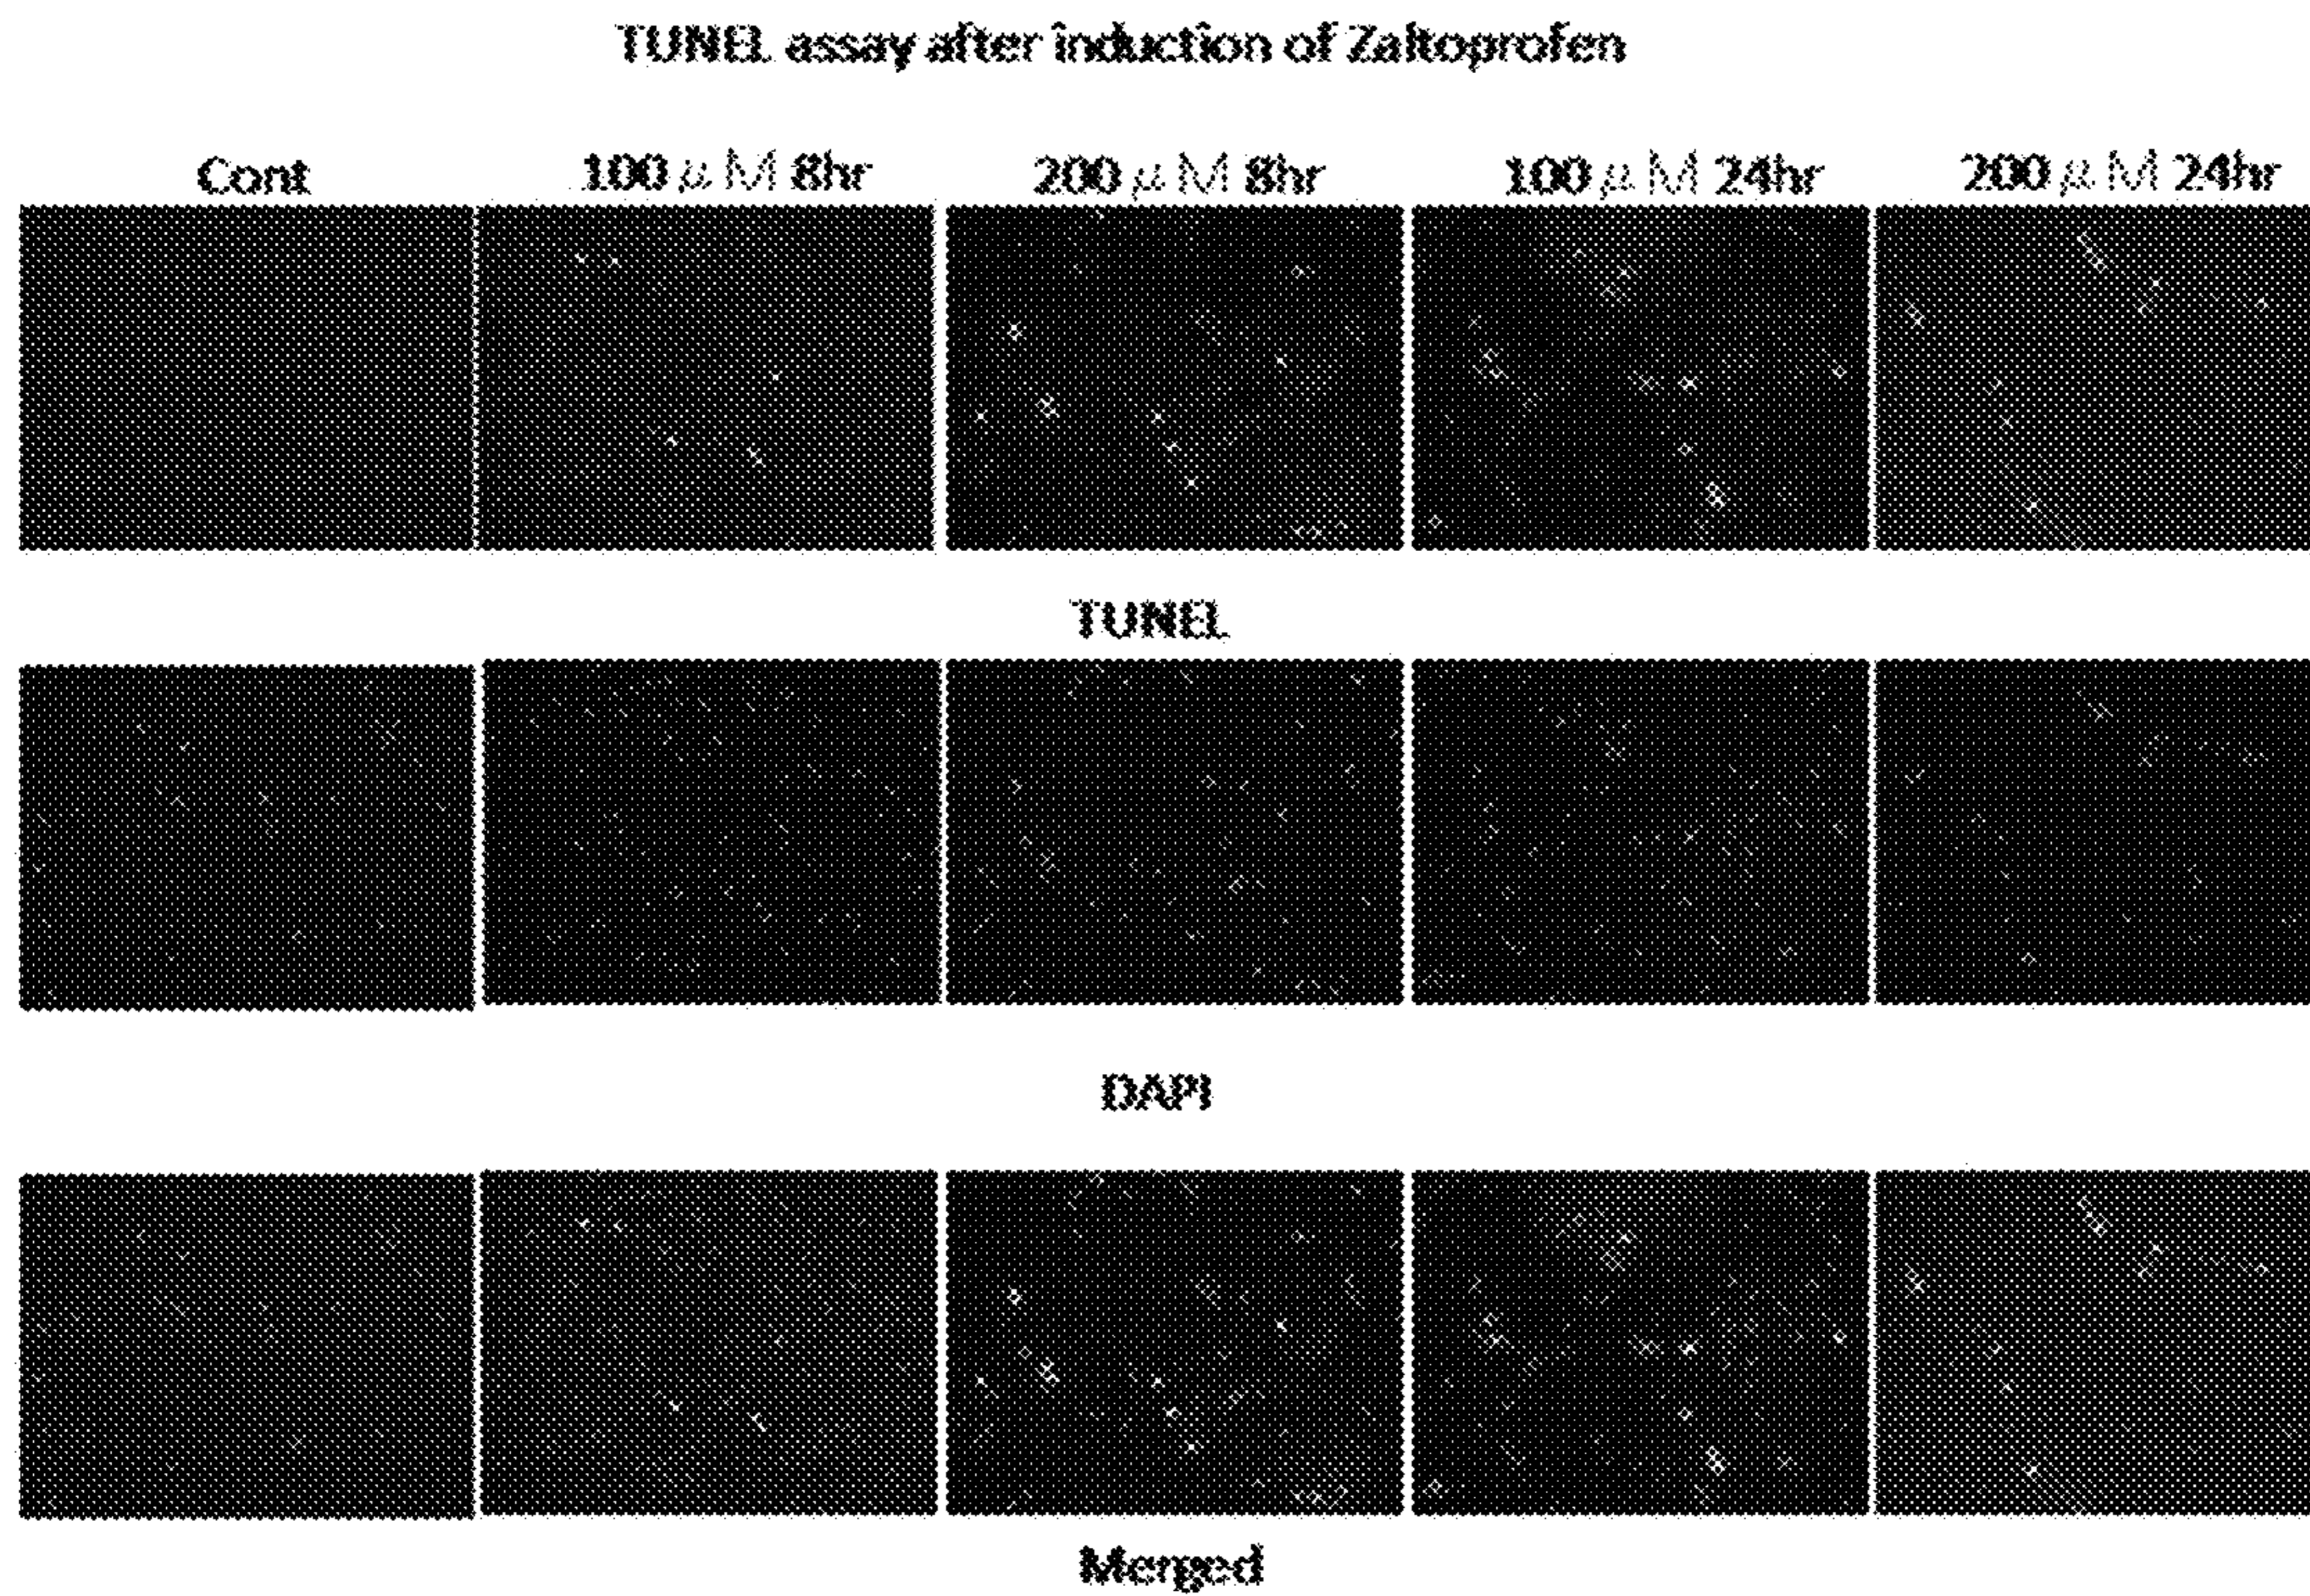 TUNEL assay after induction of Zaltoprofen
Cont 100 μM 8hr 200 μM 8hr 100 μM 24hr 200 μM 24hr
TUNEL
DAPI
Merged